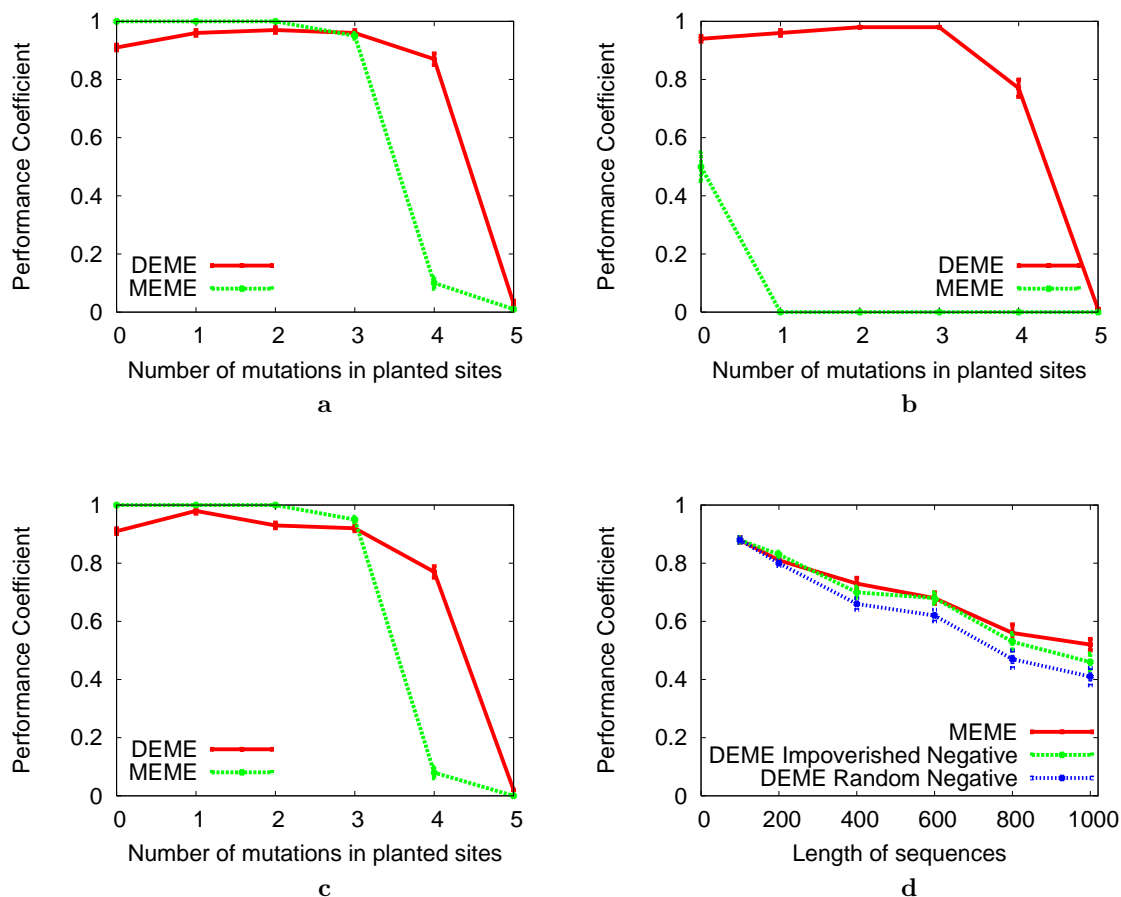 Performance Coefficient
1
0.8
0.6
0.4
0.2
0
DEME
MEME
0 1 2 3 4 5
Number of mutations in planted sites
a
Performance Coefficient
1
0.8
0.6
0.4
0.2
0
DEME
MEME
0 1 2 3 4 5
Number of mutations in planted sites
b
Performance Coefficient
1
0.8
0.6
0.4
0.2
0
DEME
MEME
0 1 2 3 4 5
Number of mutations in planted sites
c
Performance Coefficient
1
0.8
0.6
0.4
0.2
0
MEME
DEME Impoverished Negative
DEME Random Negative
0 200 400 600 800 1000
Length of sequences
d